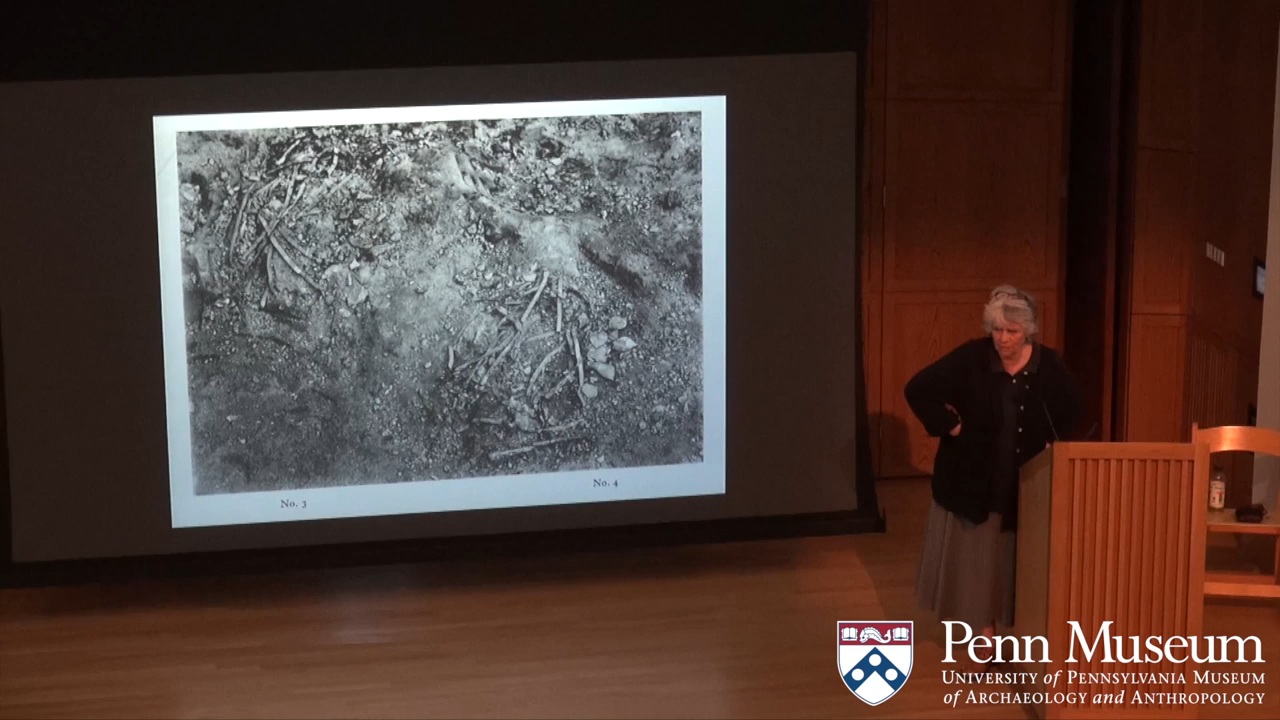 No. 3
No. 4
Penn Museum
University of Pennsylvania Museum
of Archaeology and Anthropology